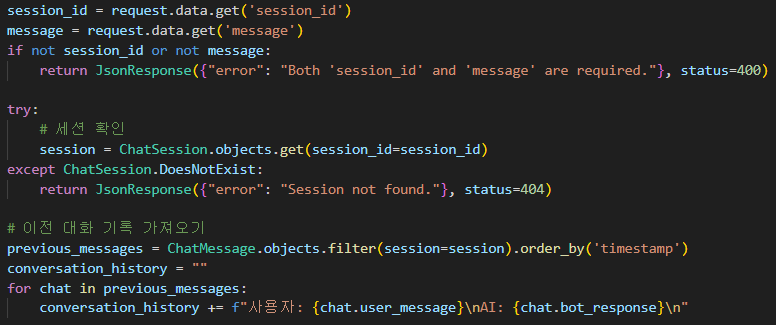 session_id = request.data.get('session_id')
message = request.data.get('message')
if not session_id or not message:
    return JsonResponse({"error": "Both 'session_id' and 'message' are required."}, status=400)

try:
    # 세션 확인
    session = ChatSession.objects.get(session_id=session_id)
except ChatSession.DoesNotExist:
    return JsonResponse({"error": "Session not found."}, status=404)

# 이전 대화 기록 가져오기
previous_messages = ChatMessage.objects.filter(session=session).order_by('timestamp')
conversation_history = ""
for chat in previous_messages:
    conversation_history += f"사용자: {chat.user_message}\nAI: {chat.bot_response}\n"